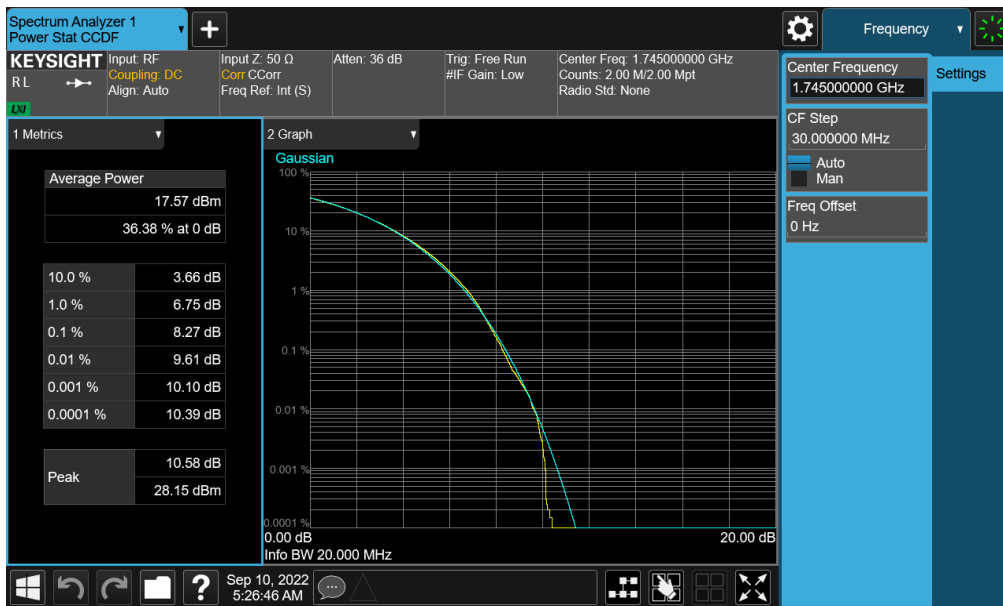 Spectrum Analyzer 1
Power Stat CCDF
Frequency
KEYSIGHT
RL
LXI
Input: RF
Coupling: DC
Align: Auto
Input Z: 50 Ω
Corr CCorr
Freq Ref: Int (S)
Atten: 36 dB
Trig: Free Run
#IF Gain: Low
Center Freq: 1.745000000 GHz
Counts: 2.00 M/2.00 Mpt
Radio Std: None
Center Frequency
1.745000000 GHz
Settings
CF Step
30.000000 MHz
Auto
Man
Freq Offset
0 Hz
1 Metrics
Average Power
17.57 dBm
36.38 % at 0 dB
10.0 % 3.66 dB
1.0 % 6.75 dB
0.1 % 8.27 dB
0.01 % 9.61 dB
0.001 % 10.10 dB
0.0001 % 10.39 dB
Peak
10.58 dB
28.15 dBm
2 Graph
Gaussian
100 %
10 %
1 %
0.1 %
0.01 %
0.001 %
0.0001 %
0.00 dB 20.00 dB
Info BW 20.000 MHz
?
Sep 10, 2022
5:26:46 AM